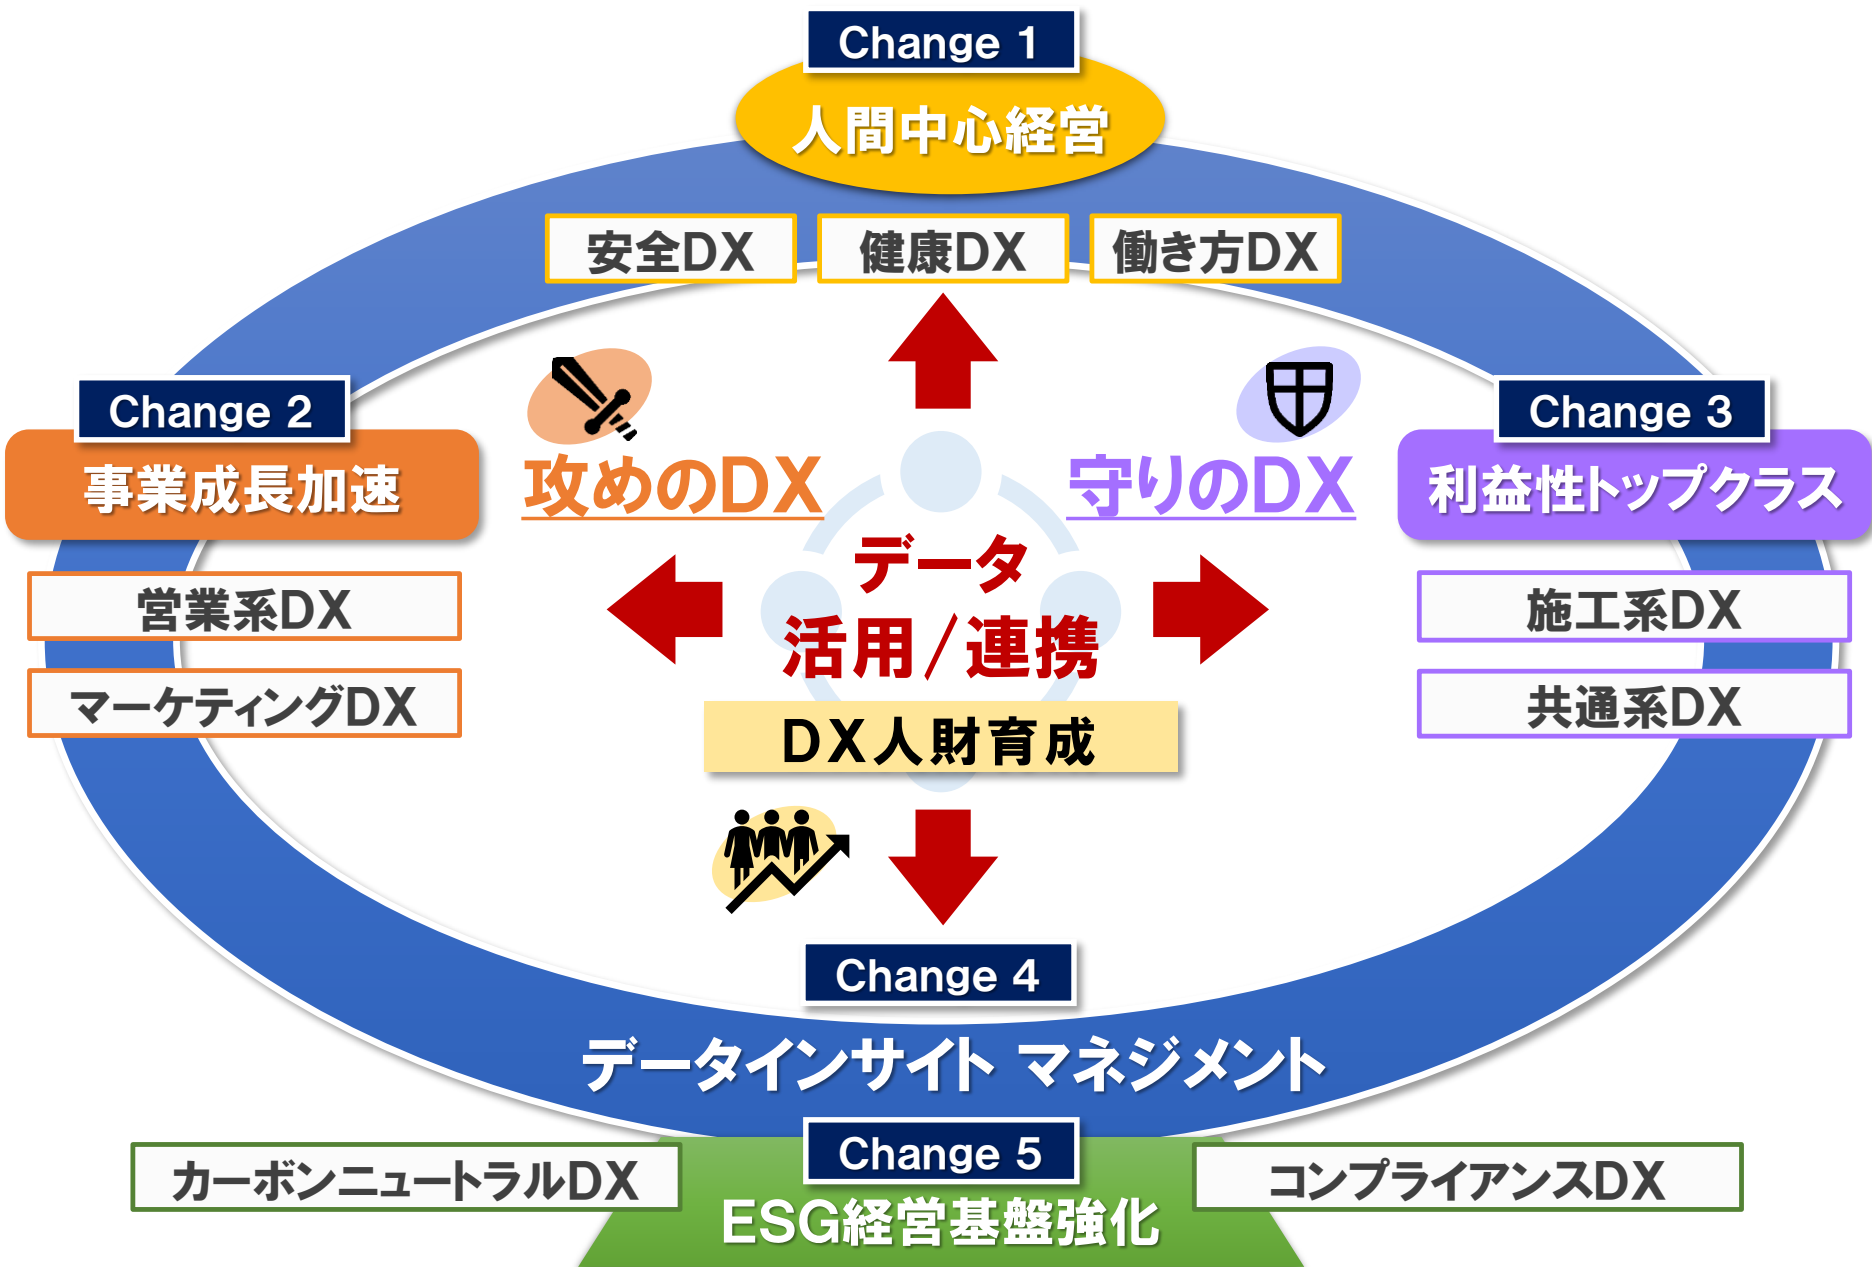 Change 1
人間中心経営
安全DX
健康DX
働き方DX
Change 2
事業成長加速
営業系DX
マーケティングDX
攻めのDX
守りのDX
Change 3
利益性トップクラス
施工系DX
共通系DX
データ
活用/連携
DX人財育成
Change 4
データインサイト マネジメント
Change 5
ESG経営基盤強化
カーボンニュートラルDX
コンプライアンスDX